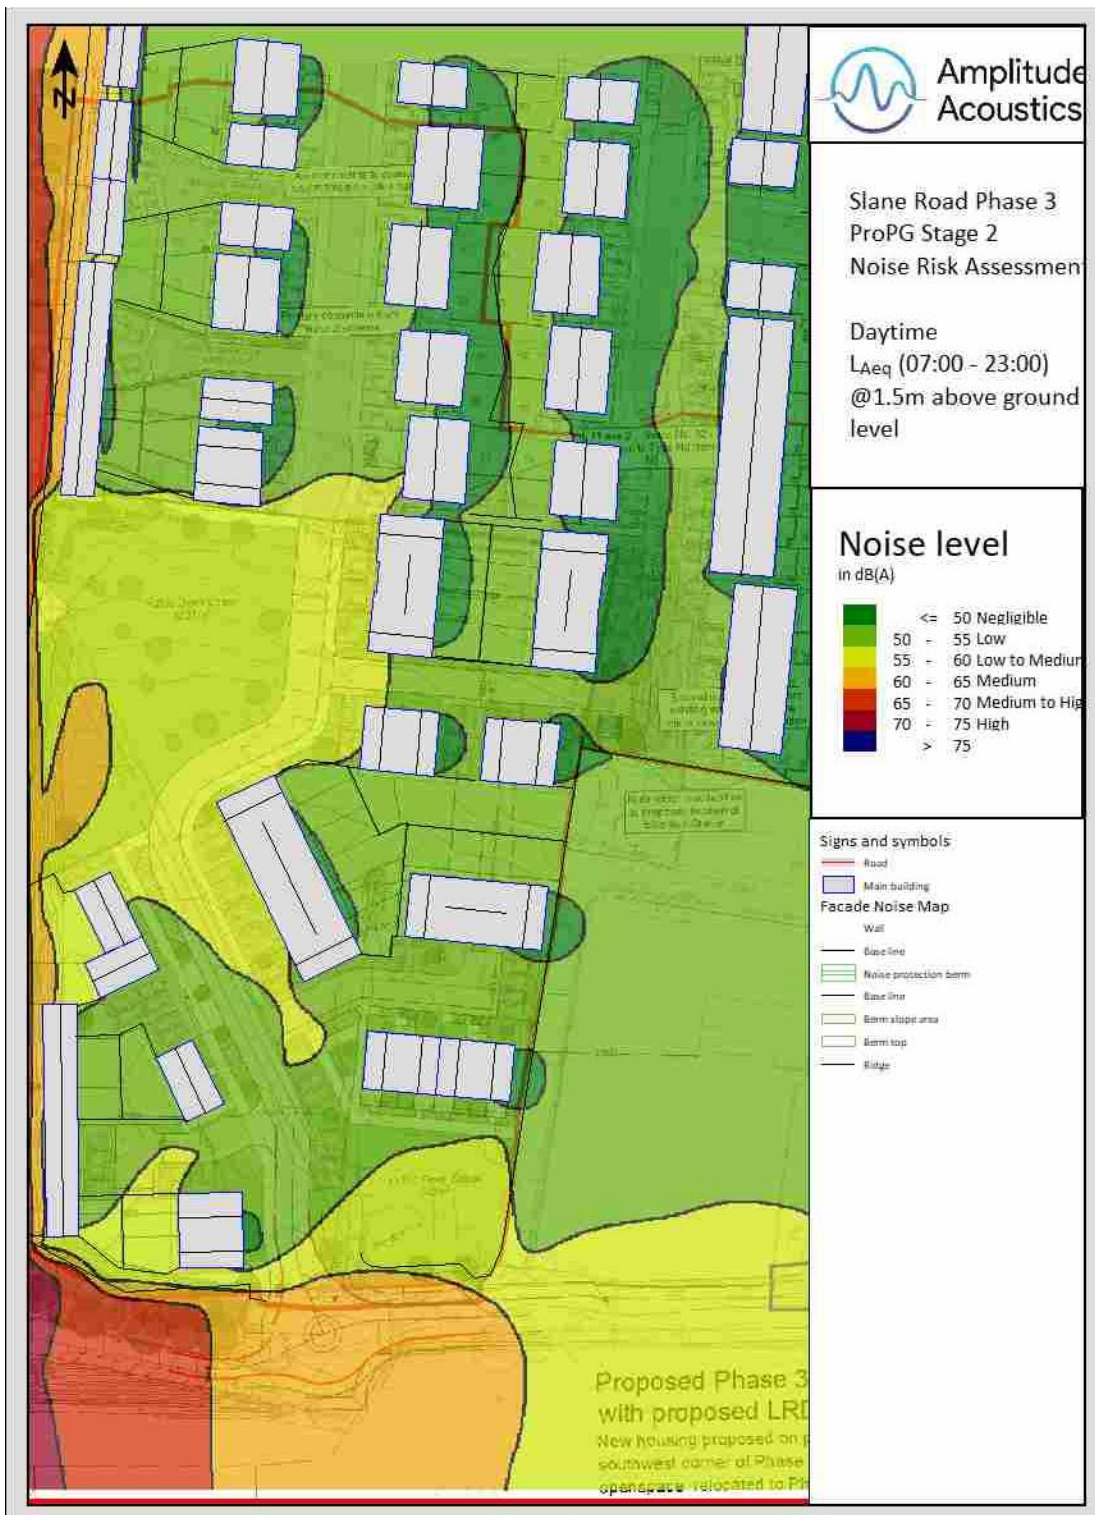 N
Amplitude
Acoustics
Slane Road Phase 3
ProPG Stage 2
Noise Risk Assessmen
Daytime
LAeq (07:00 - 23:00)
@1.5m above ground
level
Noise level
in dB(A)
<= 50 Negligible
50 - 55 Low
55 - 60 Low to Medium
60 - 65 Medium
65 - 70 Medium to Hig
70 - 75 High
> 75
Signs and symbols
Road
Main building
Facade Noise Map
Wall
Base line
Noise protection berm
Base line
Berm slope area
Berm top
Ridge
Proposed Phase 3
with proposed LRD
New housing proposed on p
southwest corner of Phase
openspace relocated to Ph